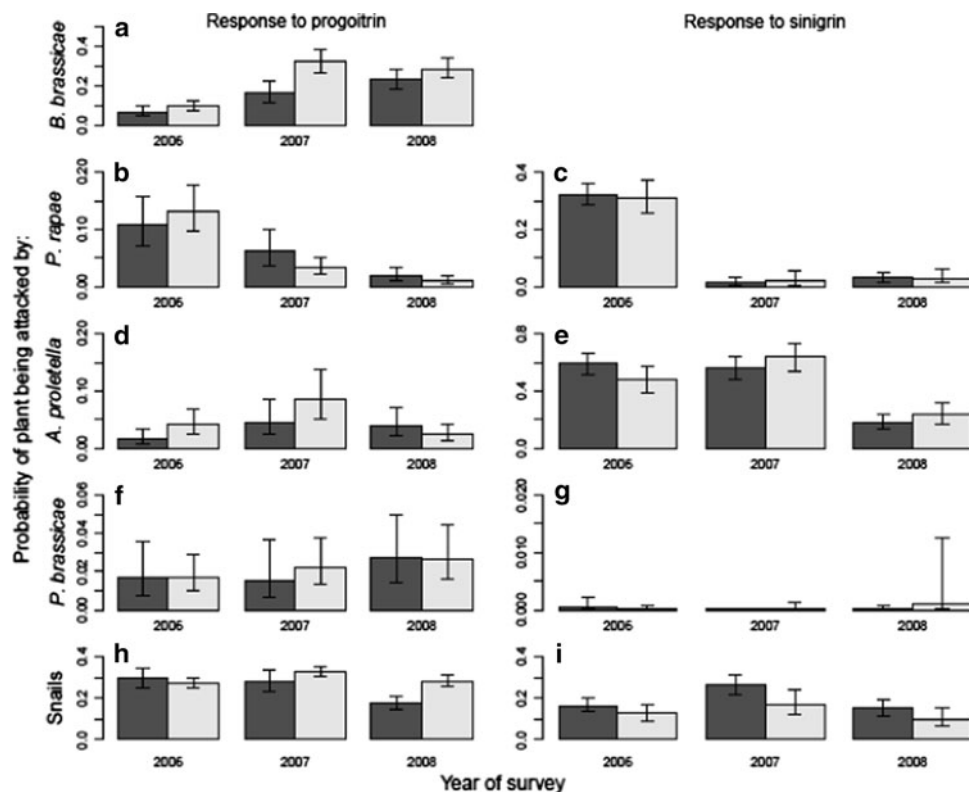 Response to progoitrin
Response to sinigrin
Probability of plant being attacked by:
a
B. brassicae
0.0 0.2 0.4
2006 2007 2008
b
P. rapae
0.00 0.10 0.20
2006 2007 2008
c
0.0 0.2 0.4
2006 2007 2008
d
A. proletella
0.00 0.10 0.20
2006 2007 2008
e
0.0 0.4 0.8
2006 2007 2008
f
P. brassicae
0.00 0.02 0.04 0.06
2006 2007 2008
g
0.000 0.010 0.020
2006 2007 2008
h
Snails
0.0 0.2 0.4
2006 2007 2008
i
0.0 0.2 0.4
2006 2007 2008
Year of survey